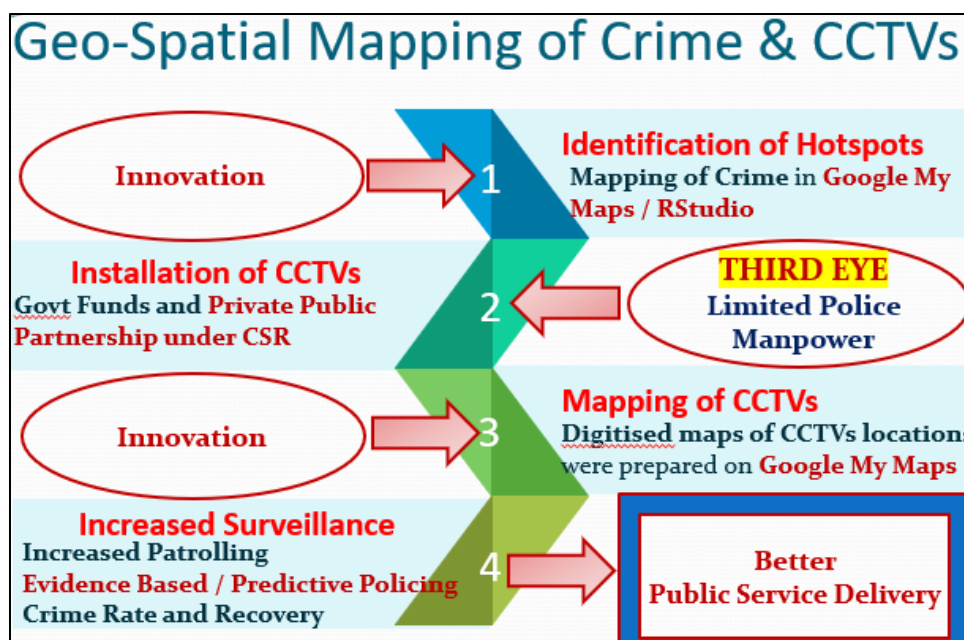 Geo-Spatial Mapping of Crime & CCTVs
Innovation
1
Identification of Hotspots
Mapping of Crime in Google My
Maps / RStudio
Installation of CCTVs
Govt Funds and Private Public
Partnership under CSR
2
THIRD EYE
Limited Police
Manpower
Innovation
3
Mapping of CCTVs
Digitised maps of CCTVs locations
were prepared on Google My Maps
Increased Surveillance
Increased Patrolling
Evidence Based / Predictive Policing
Crime Rate and Recovery
4
Better
Public Service Delivery